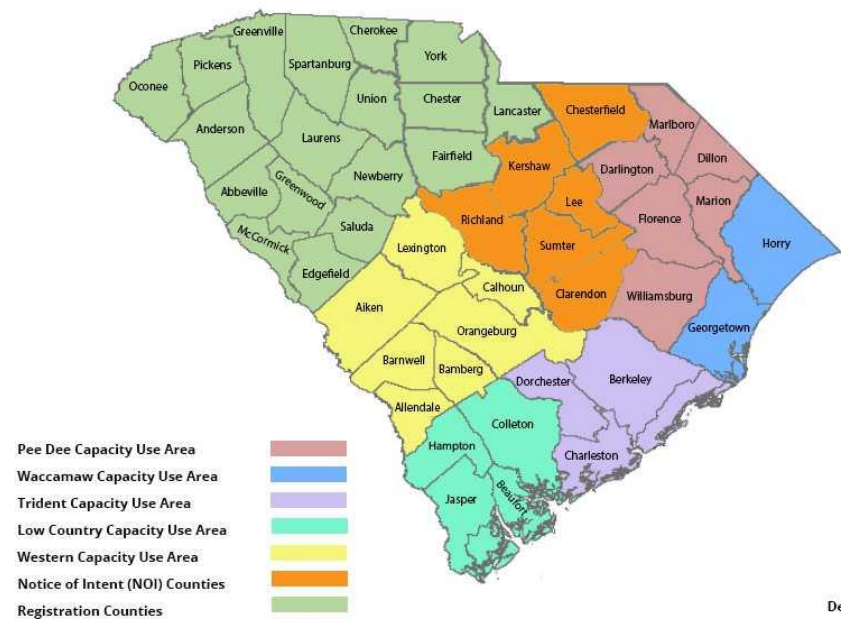 Cherokee
Greenville
York
Pickens
Spartanburg
Oconee
Union
Chester
Lancaster
Chesterfield
Anderson
Laurens
Marlboro
Fairfield
Kershaw
Dillon
Darlington
Newberry
Abbeville
Greenwood
Lee
Marion
Richland
Florence
Saluda
McCormick
Lexington
Sumter
Horry
Edgefield
Calhoun
Clarendon
Williamsburg
Aiken
Georgetown
Orangeburg
Barnwell
Bamberg
Dorchester
Berkeley
Allendale
Colleton
Hampton
Charleston
Jasper
Beaufort
Pee Dee Capacity Use Area
Waccamaw Capacity Use Area
Trident Capacity Use Area
Low Country Capacity Use Area
Western Capacity Use Area
Notice of Intent (NOI) Counties
Registration Counties
De